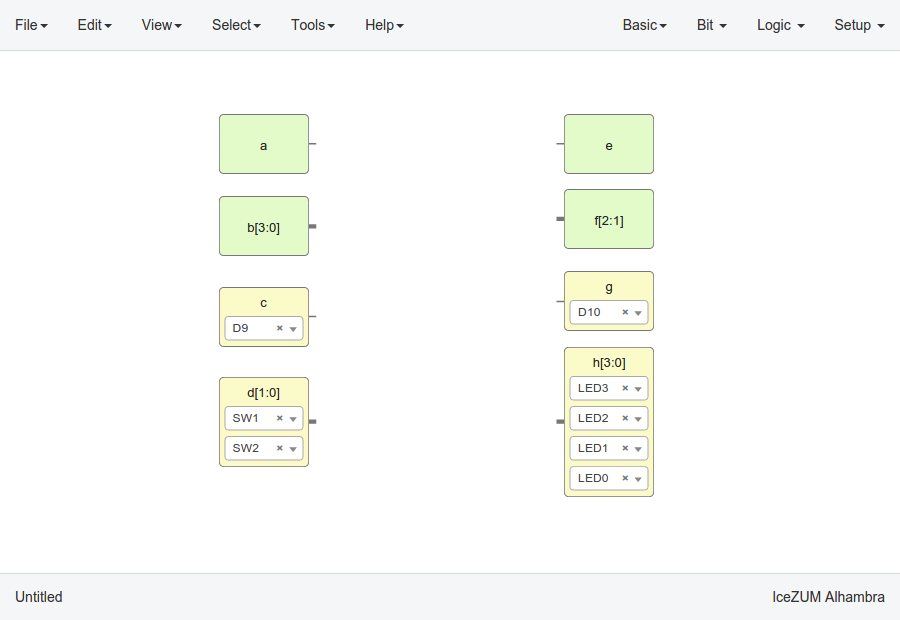 File Edit View Select Tools Help Basic Bit Logic Setup
a
e
b[3:0]
f[2:1]
c
D9
g
D10
d[1:0]
SW1
SW2
h[3:0]
LED3
LED2
LED1
LED0
Untitled
IceZUM Alhambra